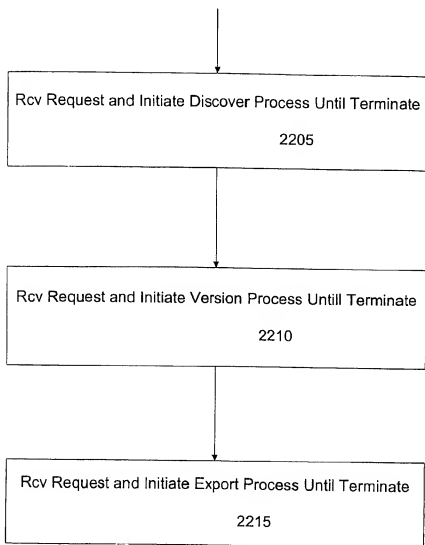 Rcv Request and Initiate Discover Process Until Terminate
2205
Rcv Request and Initiate Version Process Untill Terminate
2210
Rcv Request and Initiate Export Process Until Terminate
2215